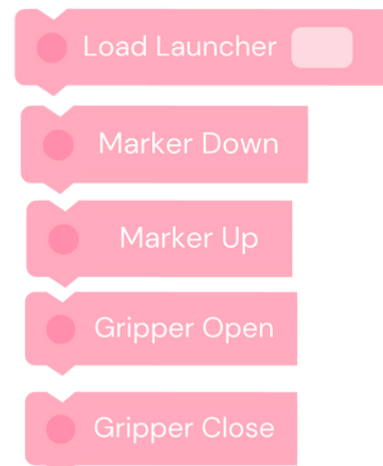 Load Launcher
Marker Down
Marker Up
Gripper Open
Gripper Close